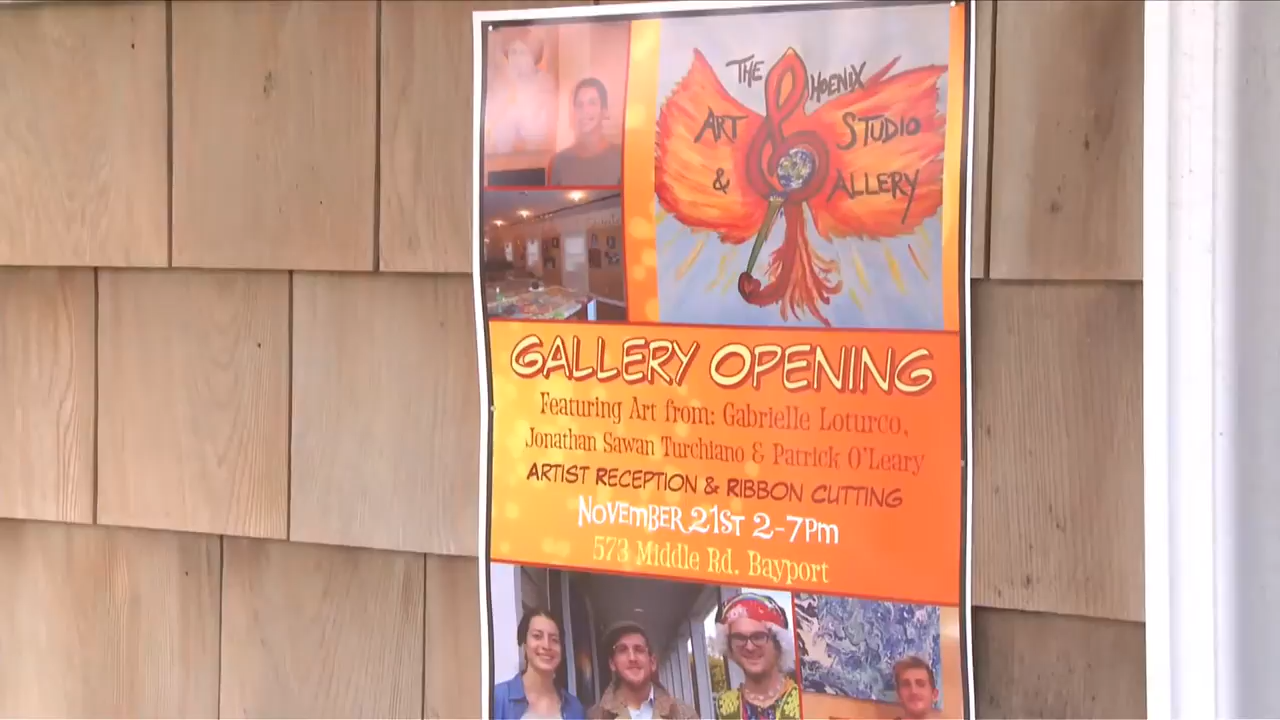 THE PHOENIX
ART STUDIO
& GALLERY
GALLERY OPENING
Featuring Art from: Gabrielle Loturco,
Jonathan Sawan Turchiano & Patrick O'Leary
ARTIST RECEPTION & RIBBON CUTTING
NOVEMBER 21ST 2-7PM
573 Middle Rd. Bayport